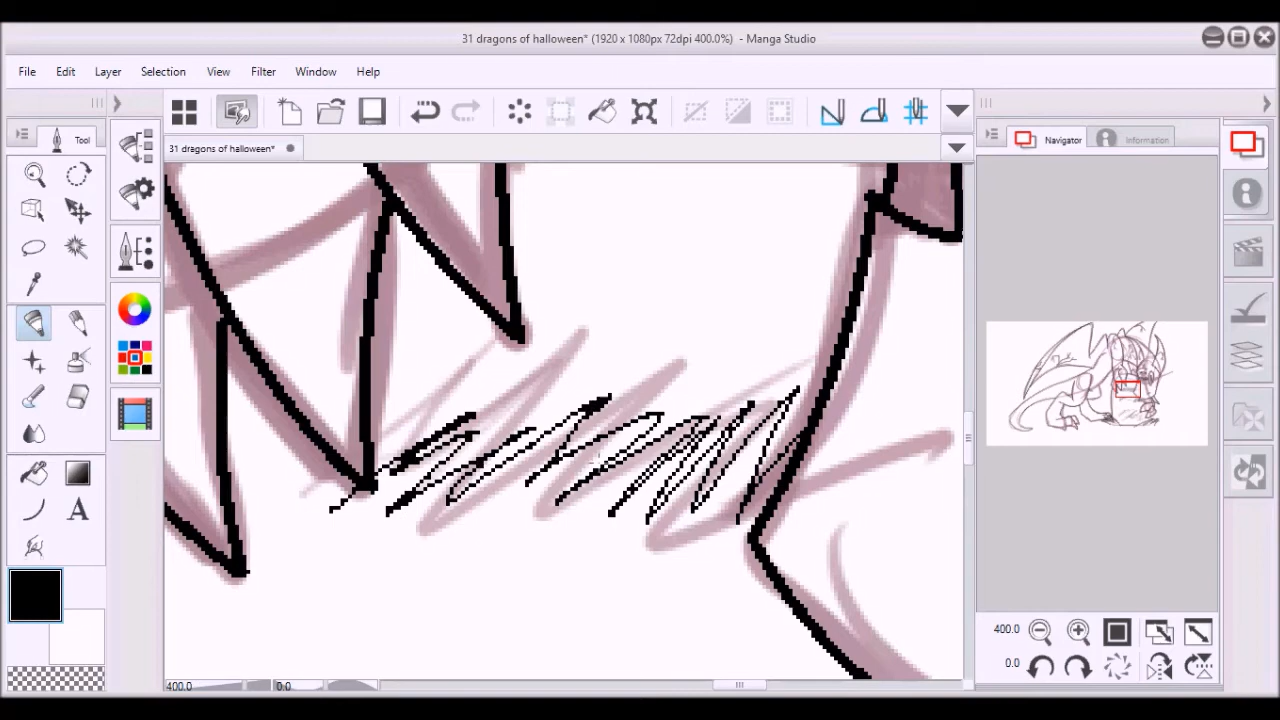 31 dragons of halloween* (1920 x 1080px 72dpi 400.0%) - Manga Studio
File Edit Layer Selection View Filter Window Help
Tool
31 dragons of halloween*
Navigator Information
A
400.0
0.0
400.0 0.0